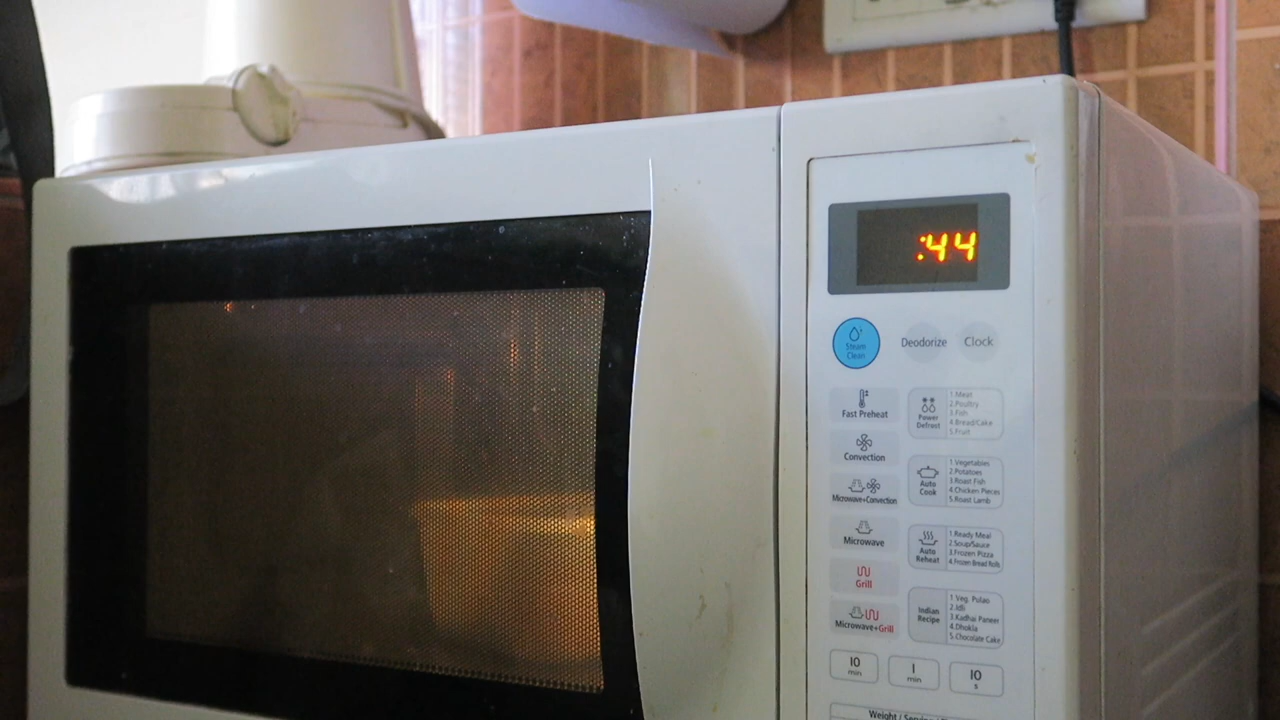 :44
Steam
Clean
Deodorize
Clock
Fast Preheat
Power
Defrost
1.Meat
2.Poultry
3.Fish
4.Bread/Cake
5.Fruit
Convection
Microwave+Convection
Auto
Cook
1.Vegetables
2.Potatoes
3.Roast Fish
4.Chicken Pieces
5.Roast Lamb
Microwave
Auto
Reheat
1.Ready Meal
2.Soup/Sauce
3.Frozen Pizza
4.Frozen Bread Rolls
Grill
Microwave+Grill
Indian
Recipe
1 Veg. Pulao
2.Idli
3.Kadhai Paneer
4.Dhokla
5.Chocolate Cake
10
min
1
min
10
s
Weight /